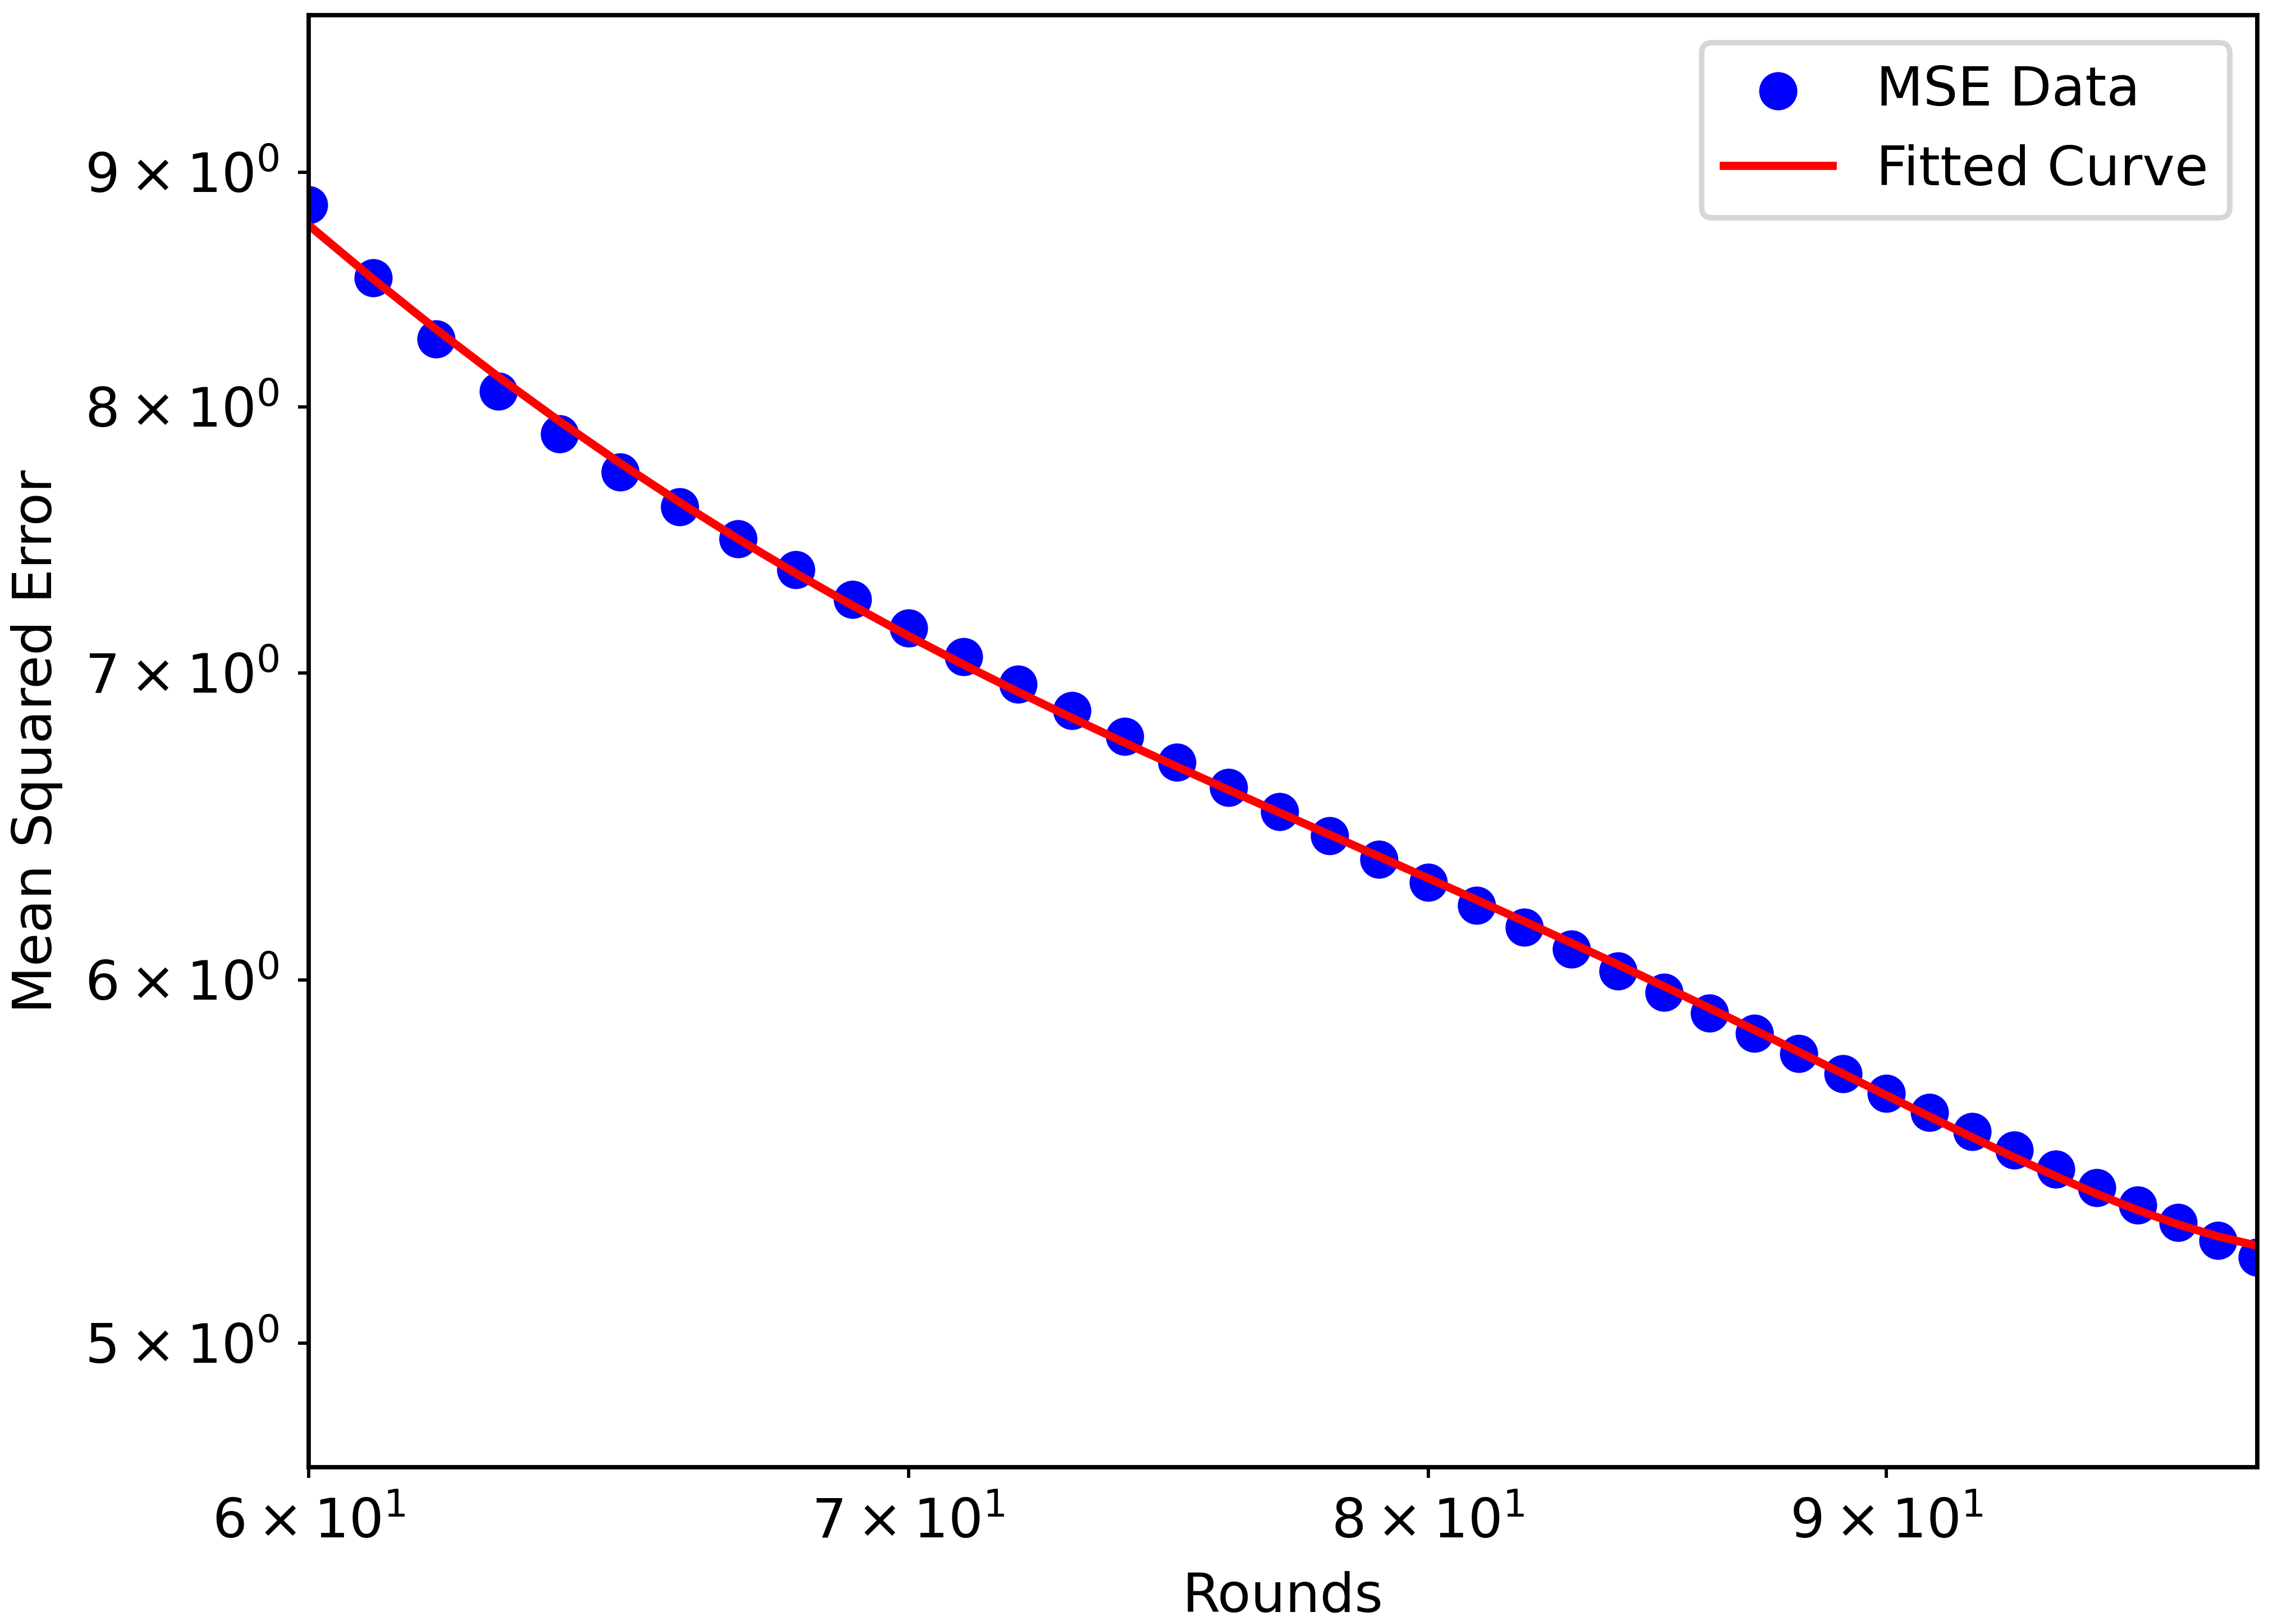 MSE Data
Fitted Curve
Mean Squared Error
9 × 10⁰
8 × 10⁰
7 × 10⁰
6 × 10⁰
5 × 10⁰
6 × 10¹
7 × 10¹
8 × 10¹
9 × 10¹
Rounds